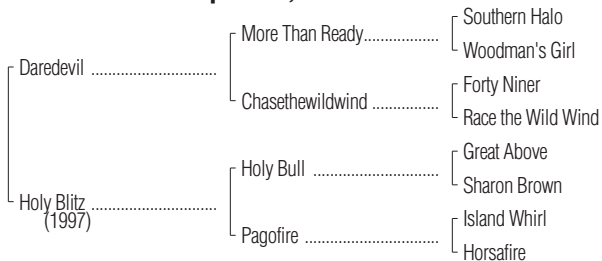 Southern Halo
More Than Ready
Woodman's Girl
Daredevil
Forty Niner
Chasethewildwind
Race the Wild Wind
Great Above
Holy Bull
Sharon Brown
Holy Blitz
(1997)
Island Whirl
Pagofire
Horsafire